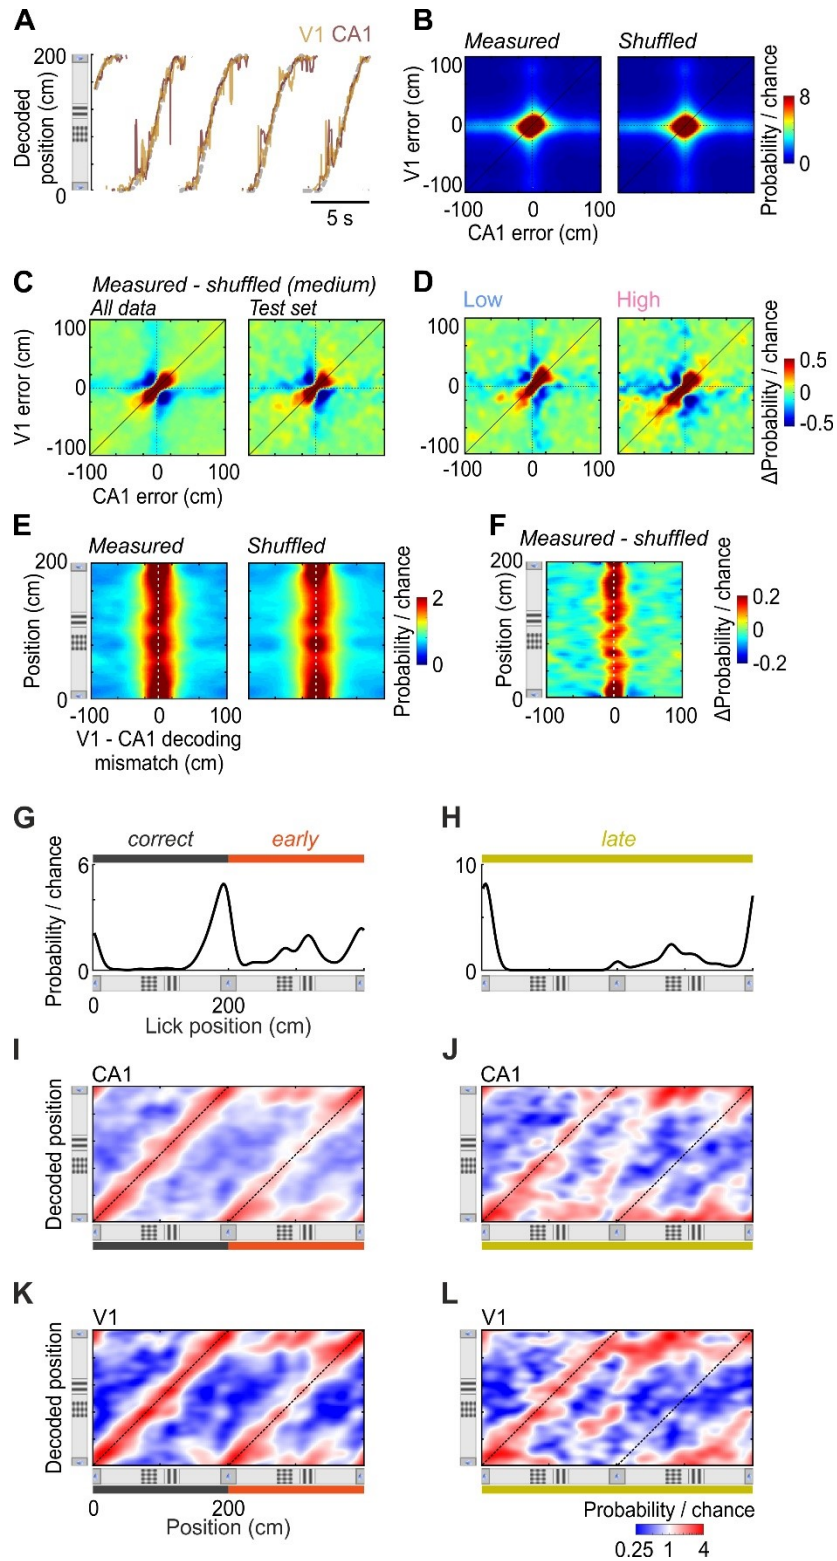 A
V1 CA1
200
Decoded
position (cm)
0
5 s
B
Measured
Shuffled
100
V1 error (cm)
0
-100
-100 0 100
CA1 error (cm)
8
0
Probability / chance
C
Measured - shuffled (medium)
All data
Test set
100
V1 error (cm)
0
-100
-100 0 100
CA1 error (cm)
D
Low
High
100
0
-100
-100 0 100
0.5
0
-0.5
ΔProbability / chance
E
Measured
Shuffled
200
Position (cm)
0
-100 0 100
V1 - CA1 decoding
mismatch (cm)
2
0
Probability / chance
F
Measured - shuffled
200
Position (cm)
0
-100 0 100
0.2
0
-0.2
ΔProbability / chance
G
correct
early
6
Probability / chance
0
0 200
Lick position (cm)
H
late
10
0
I
CA1
Decoded position
J
CA1
K
V1
Decoded position
0 200
Position (cm)
L
V1
Probability / chance
0.25 1 4